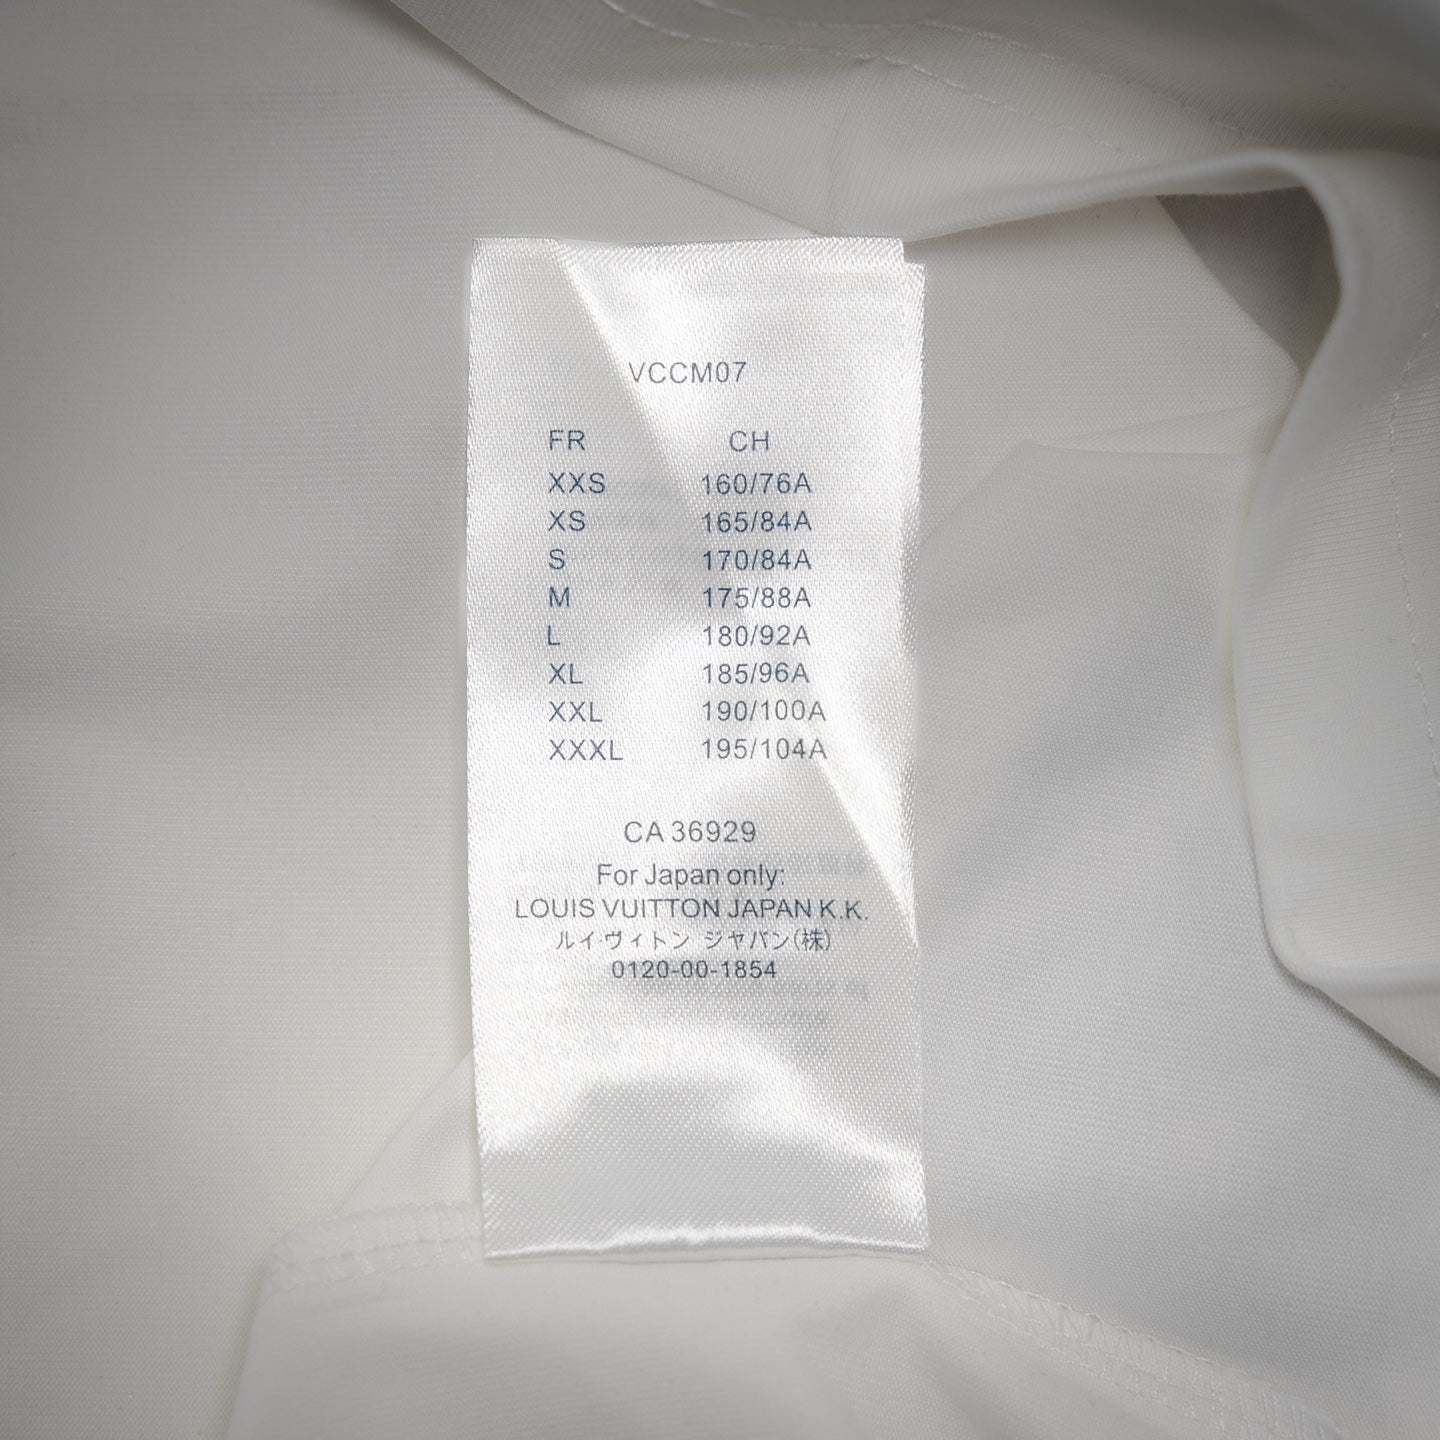 VCCM07
FR CH
XXS 160/76A
XS 165/84A
S 170/84A
M 175/88A
L 180/92A
XL 185/96A
XXL 190/100A
XXXL 195/104A
CA 36929
For Japan only:
LOUIS VUITTON JAPAN K.K.
ルイ・ヴィトン ジャパン(株)
0120-00-1854